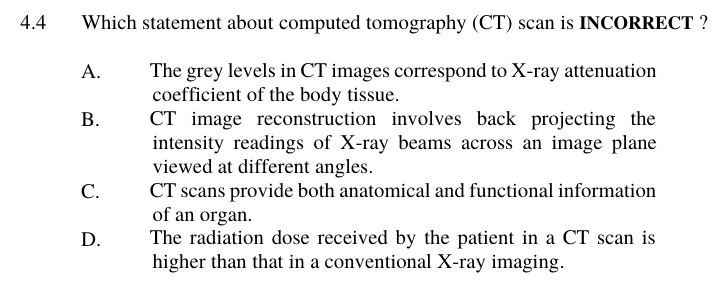 4.4 Which statement about computed tomography (CT) scan is INCORRECT ?
A. The grey levels in CT images correspond to X-ray attenuation
coefficient of the body tissue.
B. CT image reconstruction involves back projecting the
intensity readings of X-ray beams across an image plane
viewed at different angles.
C. CT scans provide both anatomical and functional information
of an organ.
D. The radiation dose received by the patient in a CT scan is
higher than that in a conventional X-ray imaging.